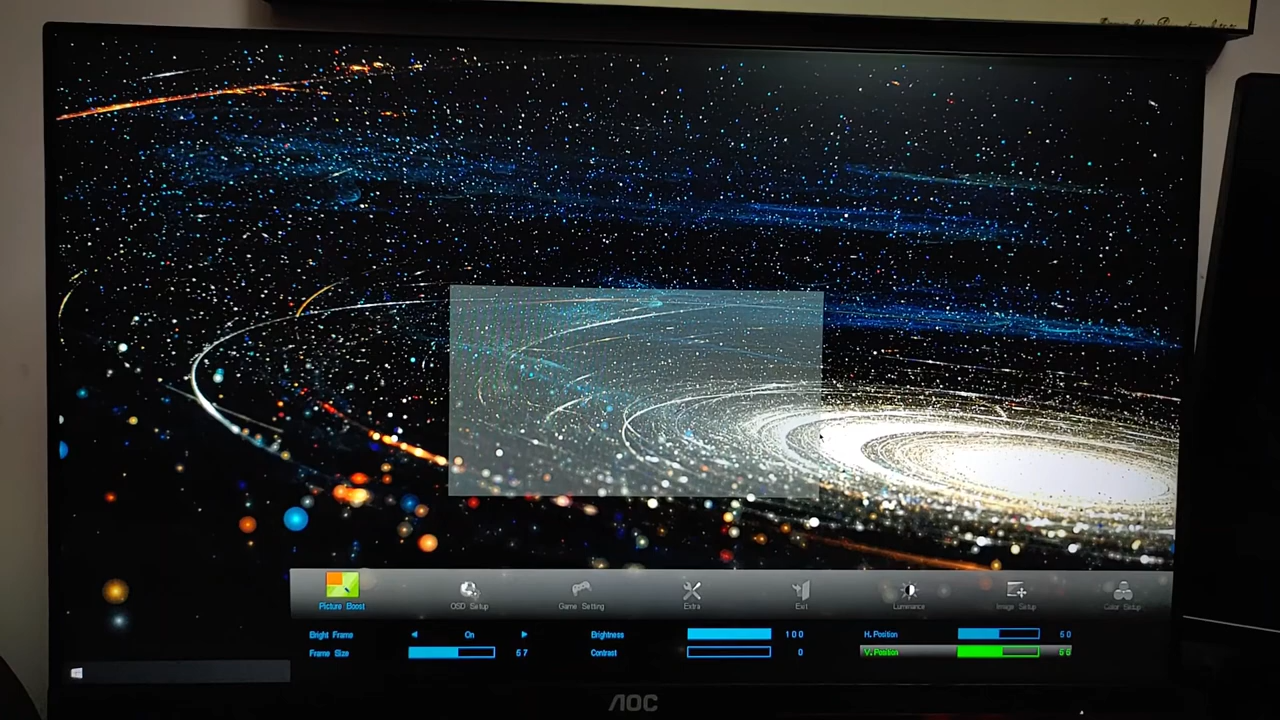 Picture Boost
OSD Setup
Game Setting
Extra
Exit
Luminance
Image Setup
Color Setup
Bright Frame
On
Brightness
100
H. Position
50
Frame Size
57
Contrast
0
V. Position
AOC